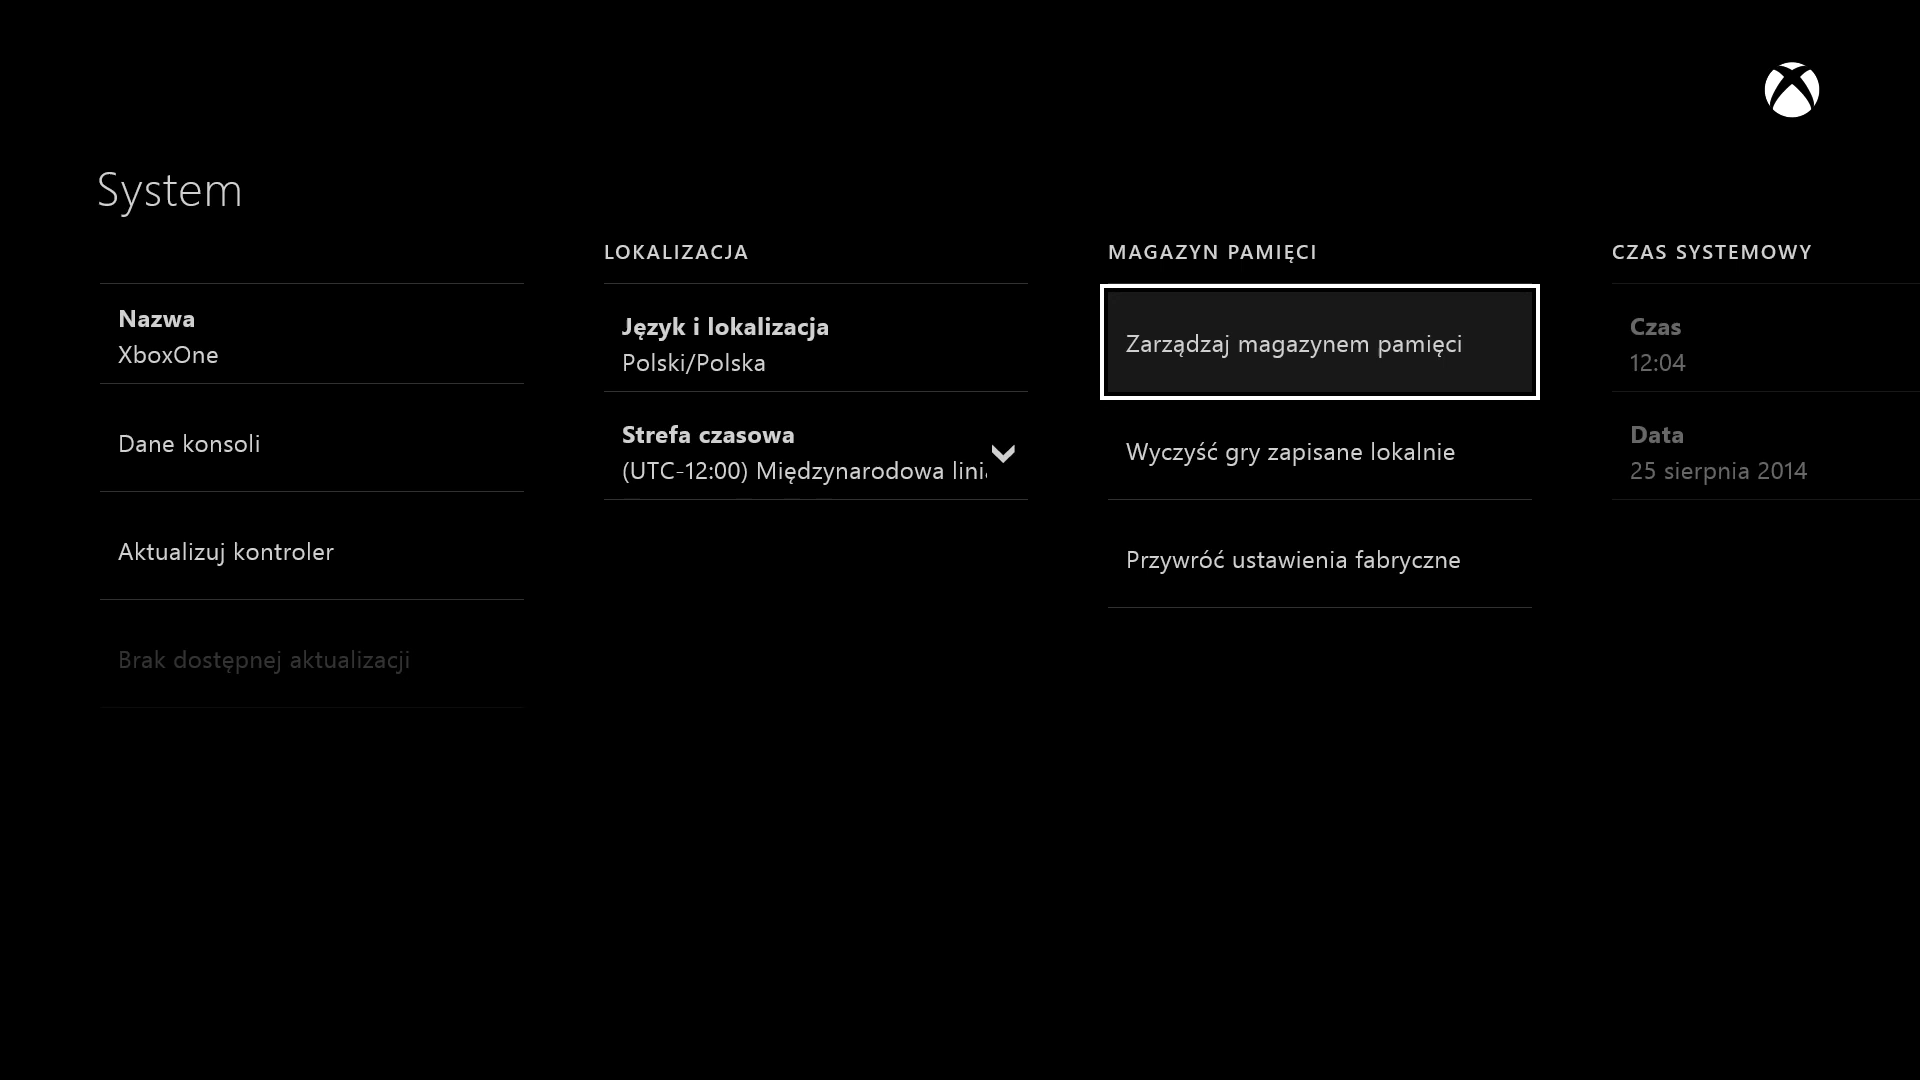 System
Nazwa
XboxOne
Dane konsoli
Aktualizuj kontroler
Brak dostępnej aktualizacji
LOKALIZACJA
Język i lokalizacja
Polski/Polska
Strefa czasowa
(UTC-12:00) Międzynarodowa lini
MAGAZYN PAMIĘCI
Zarządzaj magazynem pamięci
Wyczyść gry zapisane lokalnie
Przywróć ustawienia fabryczne
CZAS SYSTEMOWY
Czas
12:04
Data
25 sierpnia 2014